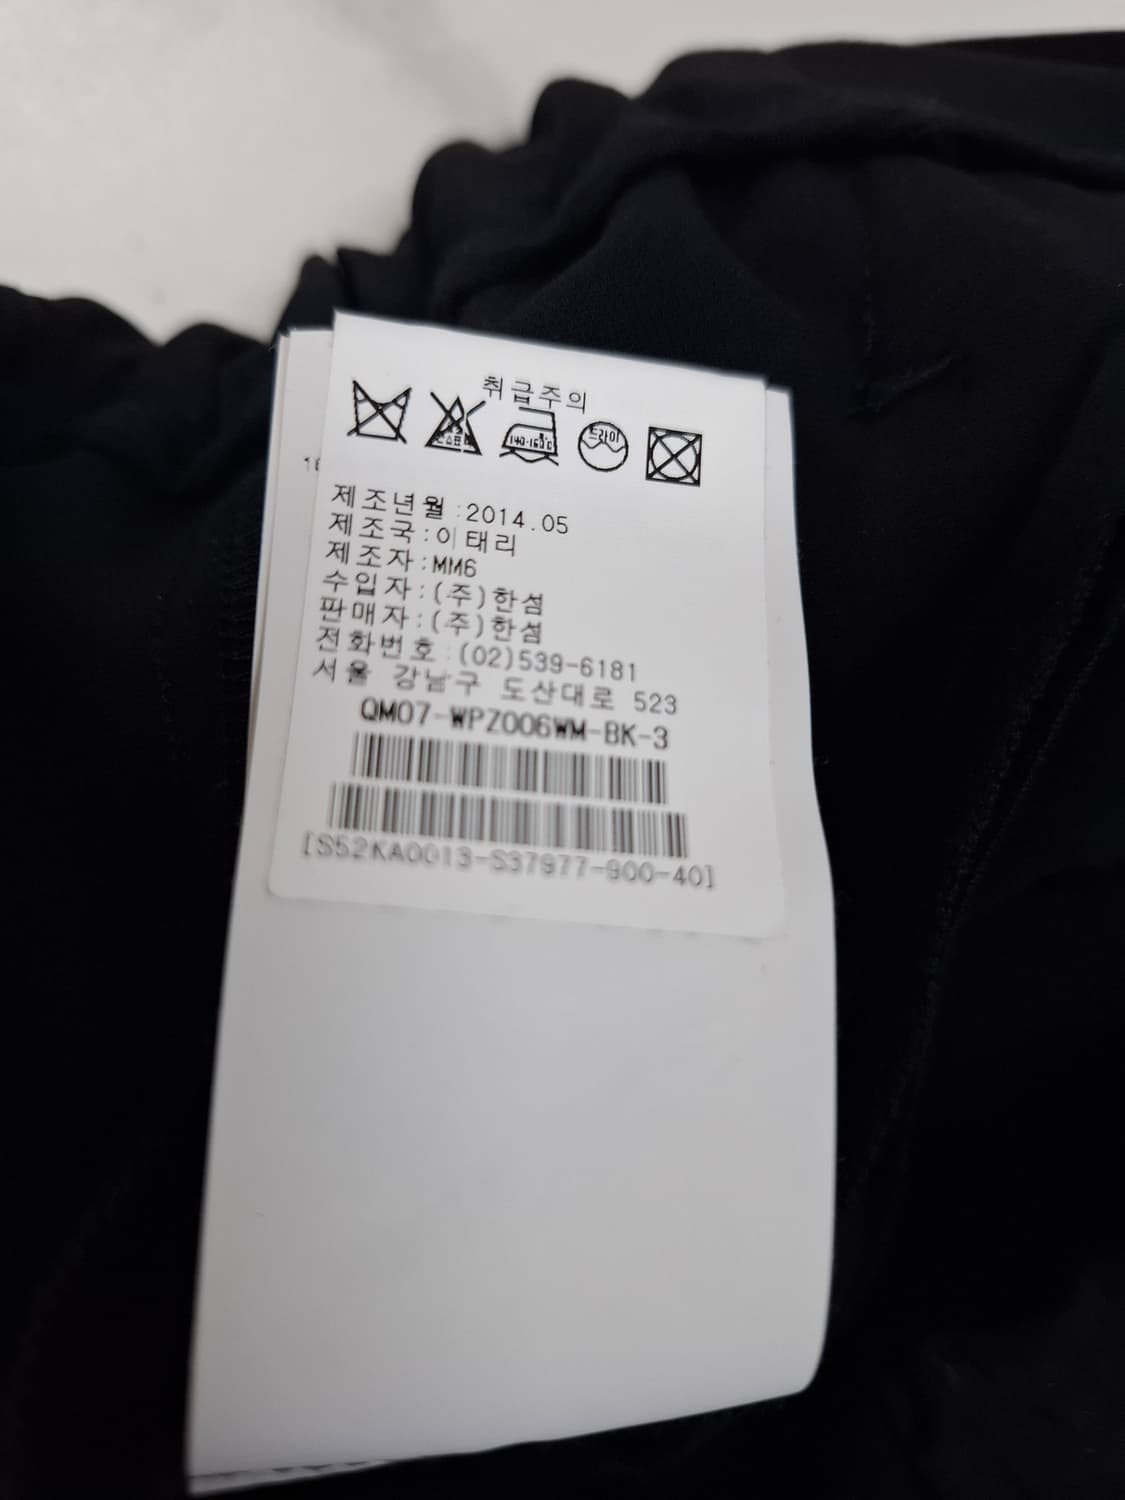 취급주의
140~160℃
드라이
제조년월:2014.05
제조국:이태리
제조자:MM6
수입자:(주)한섬
판매자:(주)한섬
전화번호:(02)539-6181
서울 강남구 도산대로 523
QM07-WPZ006WM-BK-3
[S52KA0013-S37977-900-40]